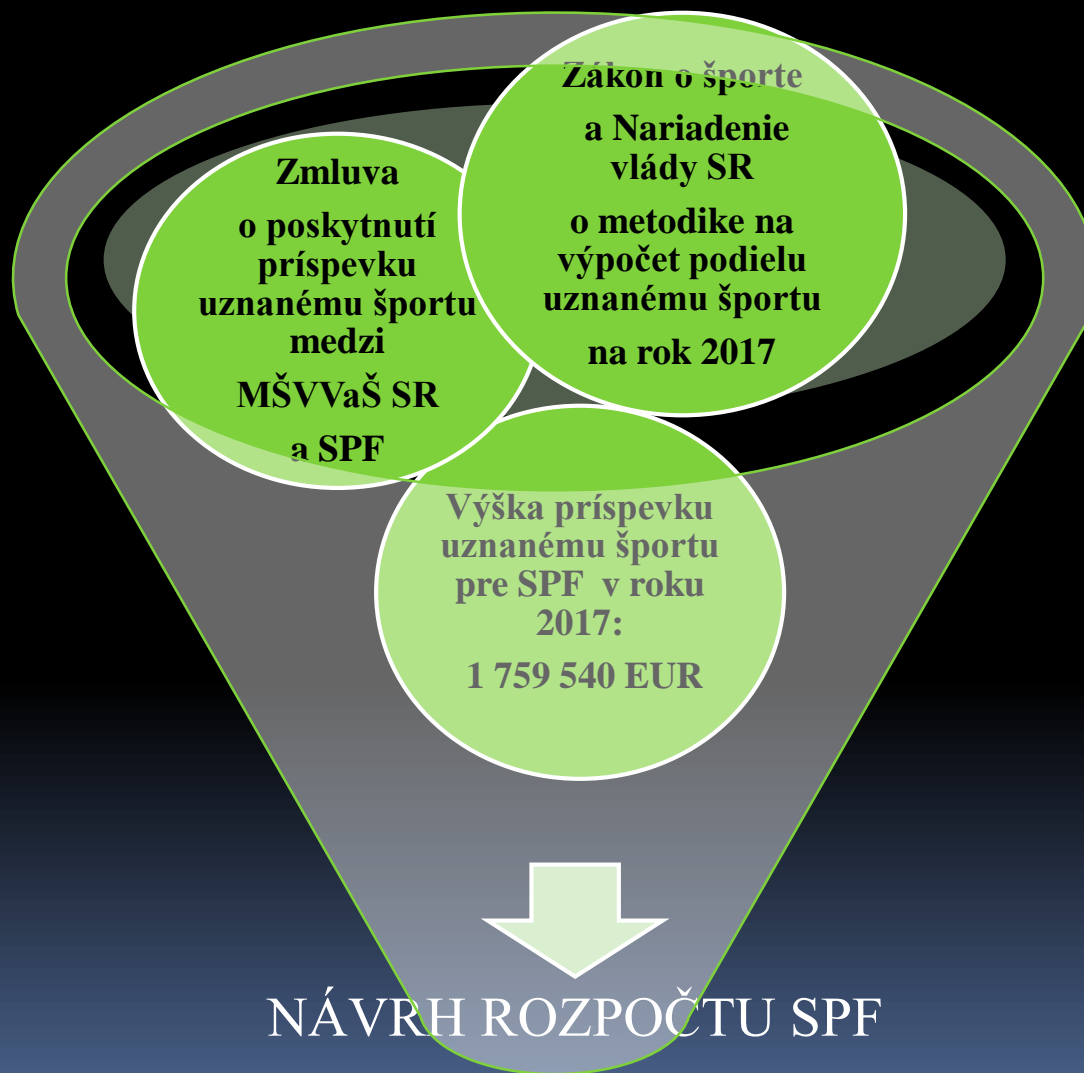 Zákon o športe
a Nariadenie
vlády SR
o metodike na
výpočet podielu
uznanému športu
na rok 2017
Zmluva
o poskytnutí
príspevku
uznanému športu
medzi
MŠVVaŠ SR
a SPF
Výška príspevku
uznanému športu
pre SPF v roku
2017:
1 759 540 EUR
NÁVRH ROZPOČTU SPF